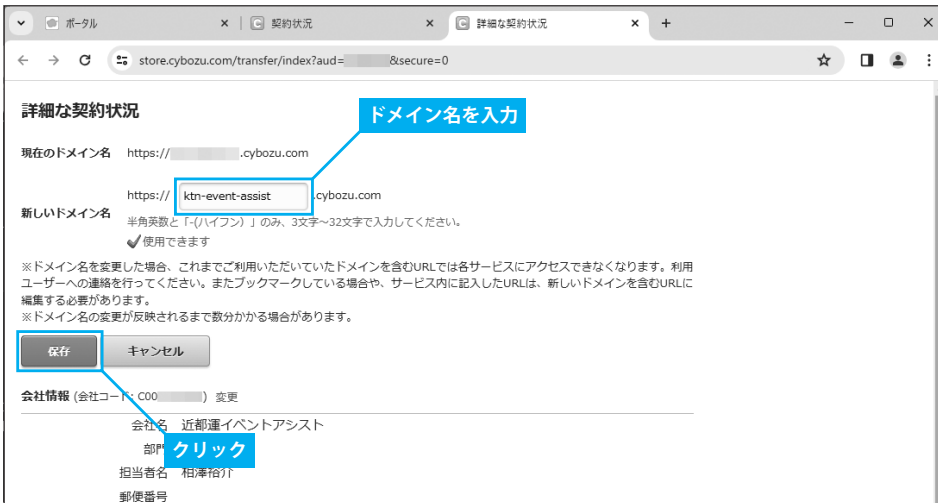 ポータル
契約状況
詳細な契約状況
store.cybozu.com/transfer/index?aud= &secure=0
詳細な契約状況
ドメイン名を入力
現在のドメイン名 https:// .cybozu.com
新しいドメイン名 https:// ktn-event-assist .cybozu.com
半角英数と「-(ハイフン) 」のみ、3文字~32文字で入力してください。
使用できます
※ドメイン名を変更した場合、これまでご利用いただいていたドメインを含むURLでは各サービスにアクセスできなくなります。利用
ユーザーへの連絡を行ってください。またブックマークしている場合や、サービス内に記入したURLは、新しいドメインを含むURLに
編集する必要があります。
※ドメイン名の変更が反映されるまで数分かかる場合があります。
保存 キャンセル
会社情報 (会社コード: C00 ) 変更
会社名 近都運イベントアシスト
部門
クリック
担当者名 相澤裕介
郵便番号